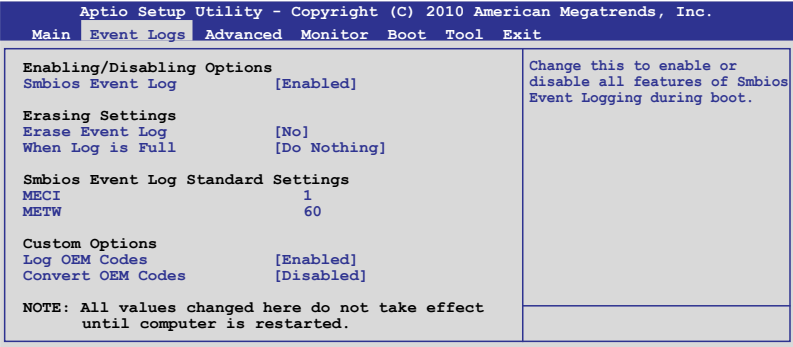 Aptio Setup Utility - Copyright (C) 2010 American Megatrends, Inc.
Main Event Logs Advanced Monitor Boot Tool Exit
Enabling/Disabling Options
Smbios Event Log [Enabled]
Erasing Settings
Erase Event Log [No]
When Log is Full [Do Nothing]
Smbios Event Log Standard Settings
MECI 1
METW 60
Custom Options
Log OEM Codes [Enabled]
Convert OEM Codes [Disabled]
NOTE: All values changed here do not take effect
until computer is restarted.
Change this to enable or
disable all features of Smbios
Event Logging during boot.